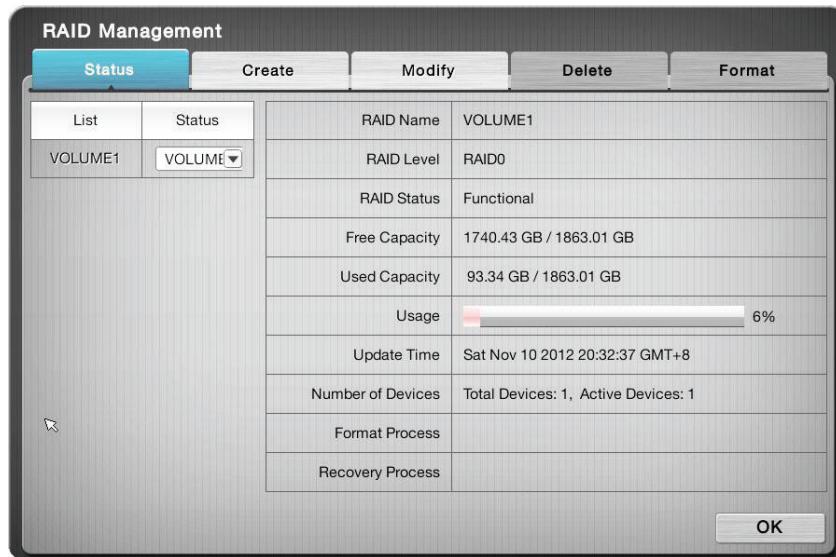 RAID Management
Status Create Modify Delete Format
List Status
VOLUME1 VOLUME
RAID Name VOLUME1
RAID Level RAID0
RAID Status Functional
Free Capacity 1740.43 GB / 1863.01 GB
Used Capacity 93.34 GB / 1863.01 GB
Usage 6%
Update Time Sat Nov 10 2012 20:32:37 GMT+8
Number of Devices Total Devices: 1, Active Devices: 1
Format Process
Recovery Process
OK